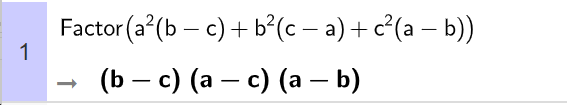 1
Factor(a²(b − c) + b²(c − a) + c²(a − b))
→ (b − c) (a − c) (a − b)